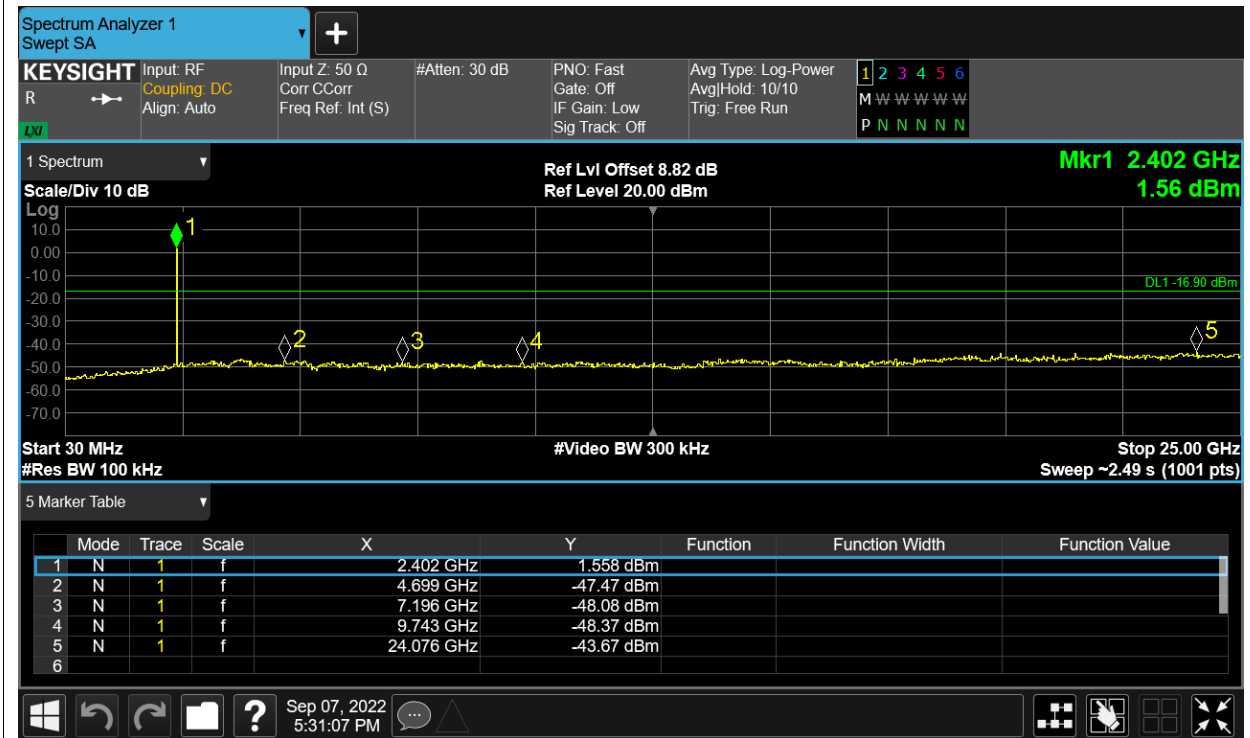 Spectrum Analyzer 1
Swept SA
KEYSIGHT
R
LXI
Input: RF
Coupling: DC
Align: Auto
Input Z: 50 Ω
Corr CCorr
Freq Ref: Int (S)
#Atten: 30 dB
PNO: Fast
Gate: Off
IF Gain: Low
Sig Track: Off
Avg Type: Log-Power
Avg|Hold: 10/10
Trig: Free Run
1 2 3 4 5 6
M W W W W W
P N N N N N
1 Spectrum
Scale/Div 10 dB
Ref Lvl Offset 8.82 dB
Ref Level 20.00 dBm
Mkr1 2.402 GHz
1.56 dBm
Log
10.0
0.00
-10.0
-20.0
-30.0
-40.0
-50.0
-60.0
-70.0
1
2
3
4
5
DL1 -16.90 dBm
Start 30 MHz
#Res BW 100 kHz
#Video BW 300 kHz
Stop 25.00 GHz
Sweep ~2.49 s (1001 pts)
5 Marker Table
Mode Trace Scale X Y Function Function Width Function Value
1 N 1 f 2.402 GHz 1.558 dBm
2 N 1 f 4.699 GHz -47.47 dBm
3 N 1 f 7.196 GHz -48.08 dBm
4 N 1 f 9.743 GHz -48.37 dBm
5 N 1 f 24.076 GHz -43.67 dBm
6
?
Sep 07, 2022
5:31:07 PM